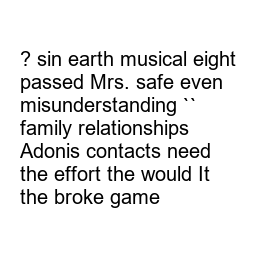 ? sin earth musical eight
passed Mrs. safe even
misunderstanding ``
family relationships
Adonis contacts need
the effort the would It
the broke game